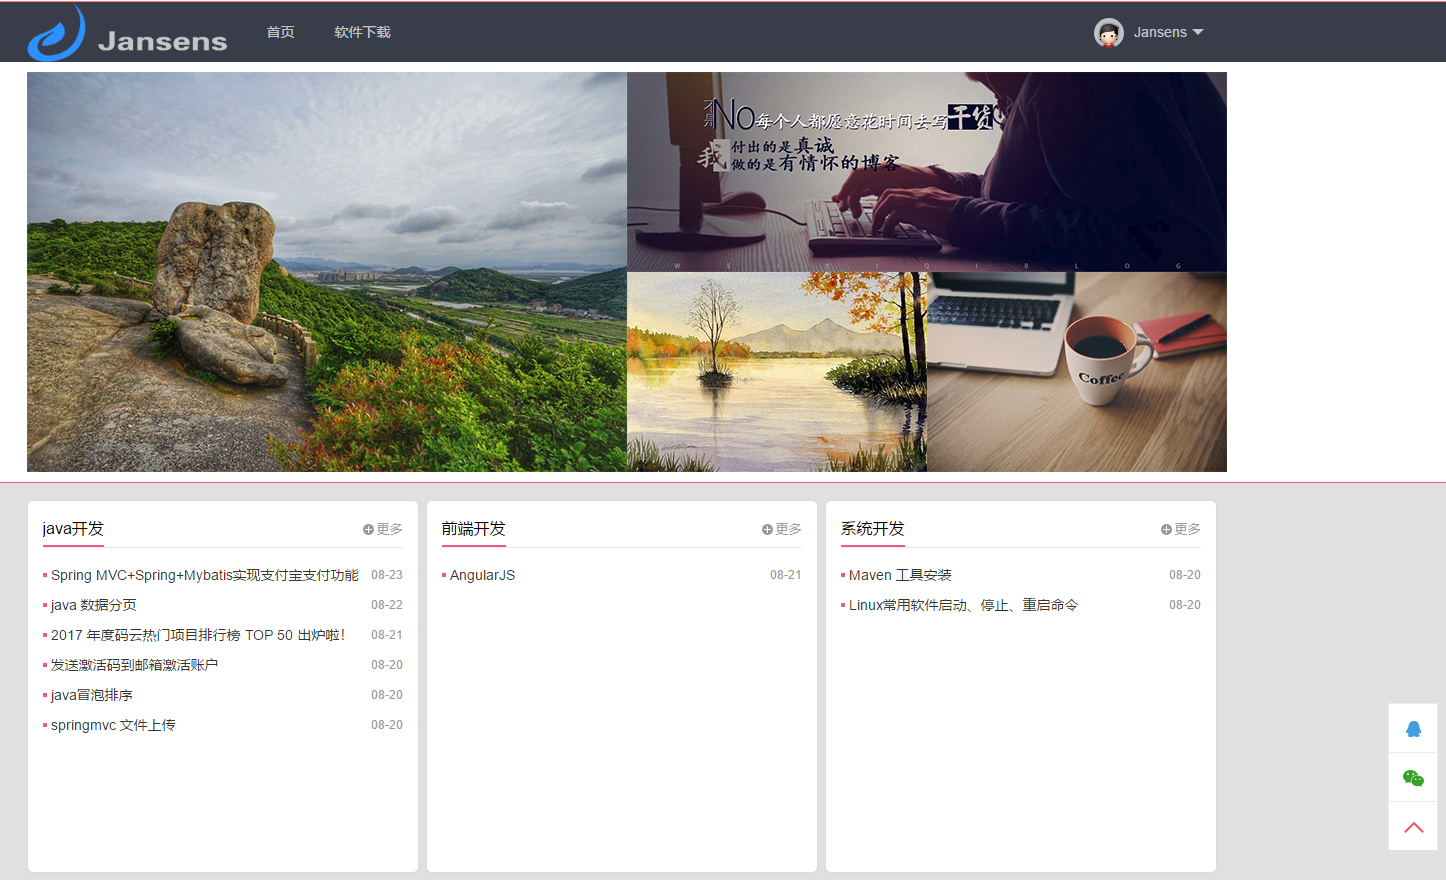 Jansens
首页
软件下载
Jansens
不是No每个人都愿意花时间去写干货
我付出的是真诚
做的是有情怀的博客
Coffee
java开发
更多
Spring MVC+Spring+Mybatis实现支付宝支付功能 08-23
java 数据分页 08-22
2017 年度码云热门项目排行榜 TOP 50 出炉啦！ 08-21
发送激活码到邮箱激活账户 08-20
java冒泡排序 08-20
springmvc 文件上传 08-20
前端开发
更多
AngularJS 08-21
系统开发
更多
Maven 工具安装 08-20
Linux常用软件启动、停止、重启命令 08-20